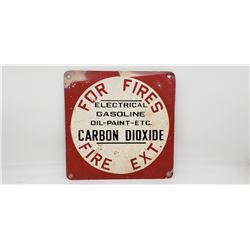 FOR FIRES
ELECTRICAL
GASOLINE
OIL-PAINT-ETC.
CARBON DIOXIDE
FIRE EXT.